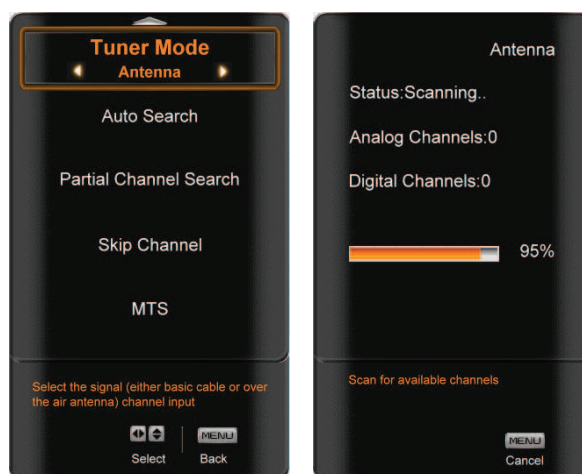 Tuner Mode
Antenna
Auto Search
Partial Channel Search
Skip Channel
MTS
Select the signal (either basic cable or over
the air antenna) channel input
MENU
Select Back
Antenna
Status:Scanning..
Analog Channels:0
Digital Channels:0
95%
Scan for available channels
MENU
Cancel